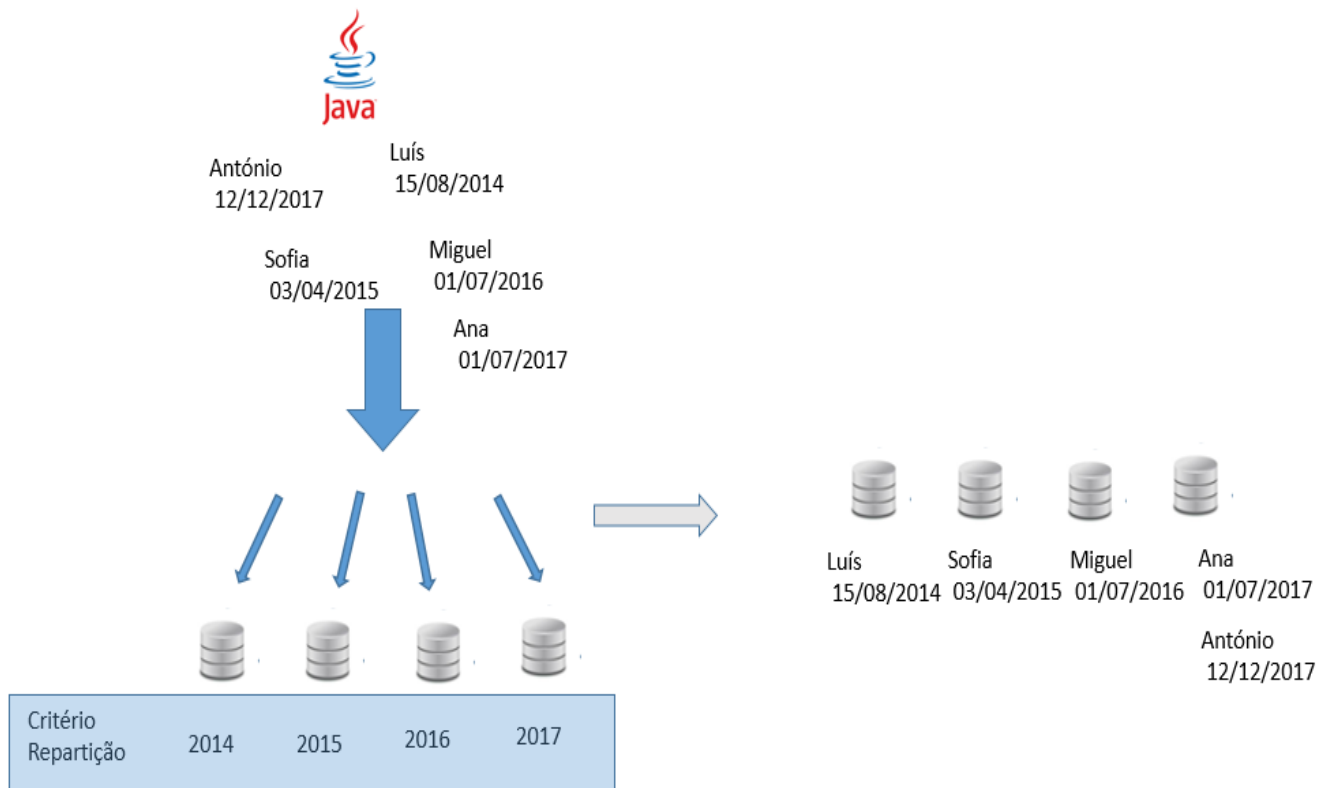 Java
António
12/12/2017
Luís
15/08/2014
Sofia
03/04/2015
Miguel
01/07/2016
Ana
01/07/2017
Luís
15/08/2014
Sofia
03/04/2015
Miguel
01/07/2016
Ana
01/07/2017
António
12/12/2017
Critério
Repartição
2014
2015
2016
2017